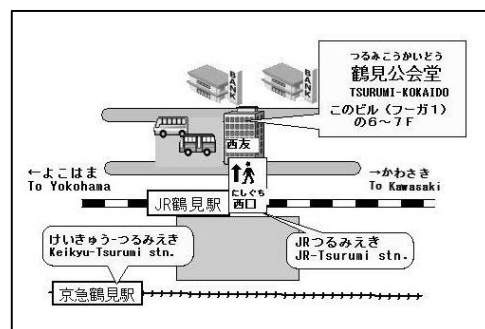 つるみこうかいどう
鶴見公会堂
TSURUMI-KOKAIDO
このビル（フーガ1）
の6～7F
BANK
BANK
西友
←よこはま
To Yokohama
→かわさき
To Kawasaki
JR鶴見駅
にしぐち
西口
けいきゅう-つるみえき
Keikyu-Tsurumi stn.
JRつるみえき
JR-Tsurumi stn.
京急鶴見駅